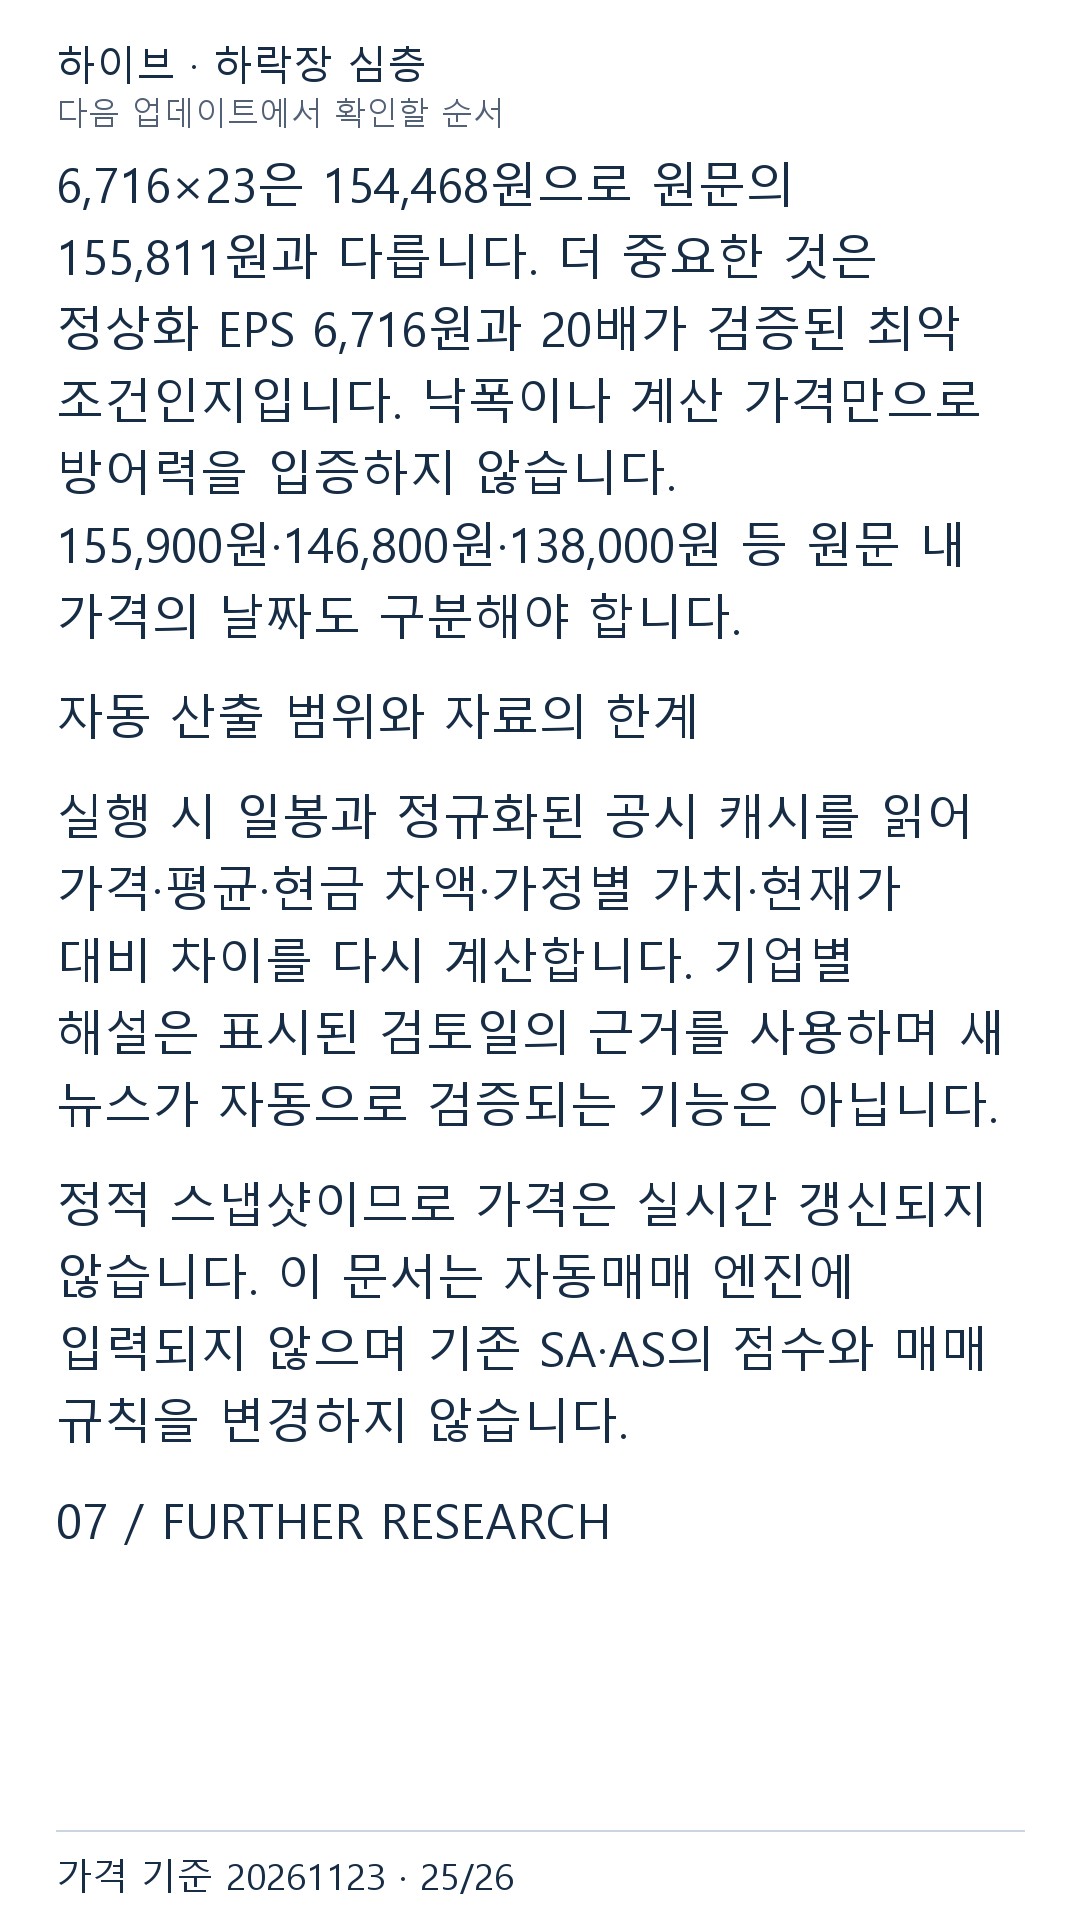 하이브 · 하락장 심층
다음 업데이트에서 확인할 순서
6,716×23은 154,468원으로 원문의
155,811원과 다릅니다. 더 중요한 것은
정상화 EPS 6,716원과 20배가 검증된 최악
조건인지입니다. 낙폭이나 계산 가격만으로
방어력을 입증하지 않습니다.
155,900원·146,800원·138,000원 등 원문 내
가격의 날짜도 구분해야 합니다.
자동 산출 범위와 자료의 한계
실행 시 일봉과 정규화된 공시 캐시를 읽어
가격·평균·현금 차액·가정별 가치·현재가
대비 차이를 다시 계산합니다. 기업별
해설은 표시된 검토일의 근거를 사용하며 새
뉴스가 자동으로 검증되는 기능은 아닙니다.
정적 스냅샷이므로 가격은 실시간 갱신되지
않습니다. 이 문서는 자동매매 엔진에
입력되지 않으며 기존 SA·AS의 점수와 매매
규칙을 변경하지 않습니다.
07 / FURTHER RESEARCH
가격 기준 20261123 · 25/26